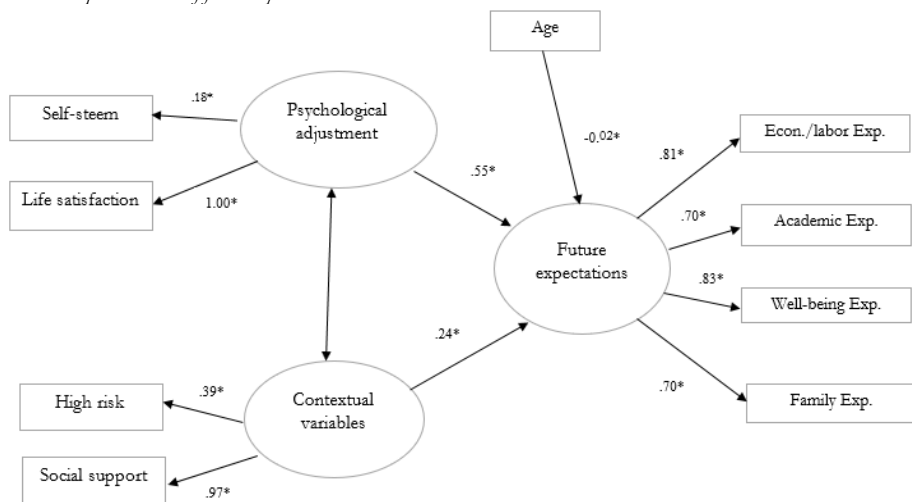 Age
Self-steem
.18*
Psychological
adjustment
-0.02*
.81*
Econ./labor Exp.
Life satisfaction
1.00*
.55*
.70*
Academic Exp.
Future
expectations
.83*
Well-being Exp.
.24*
High risk
.39*
Contextual
variables
.70*
Family Exp.
Social support
.97*